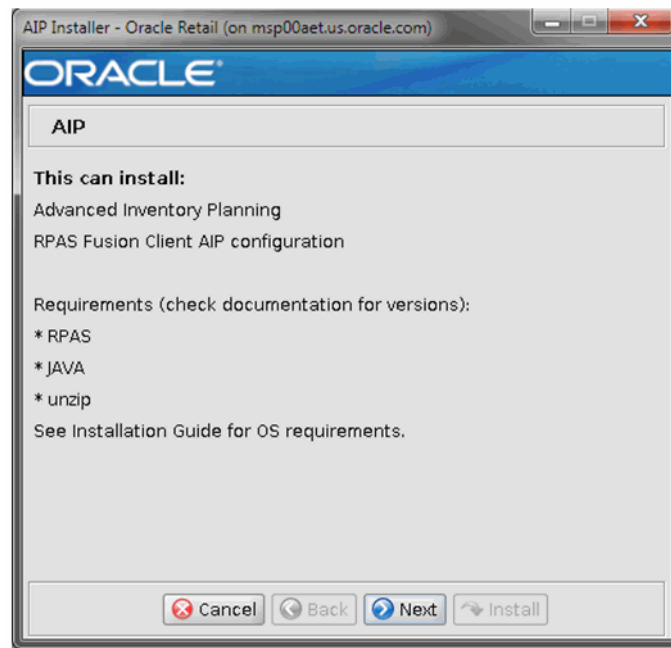 AIP Installer - Oracle Retail (on msp00aet.us.oracle.com)
ORACLE®
AIP
This can install:
Advanced Inventory Planning
RPAS Fusion Client AIP configuration
Requirements (check documentation for versions):
* RPAS
* JAVA
* unzip
See Installation Guide for OS requirements.
Cancel Back Next Install